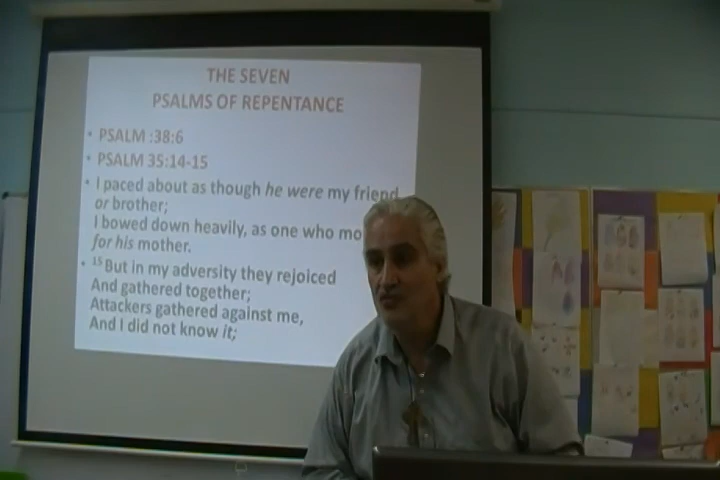 THE SEVEN
PSALMS OF REPENTANCE
• PSALM :38:6
• PSALM 35:14-15
• I paced about as though he were my friend
or brother;
I bowed down heavily, as one who
for his mother.
• 15 But in my adversity they rejoiced
And gathered together;
Attackers gathered against me,
And I did not know it;